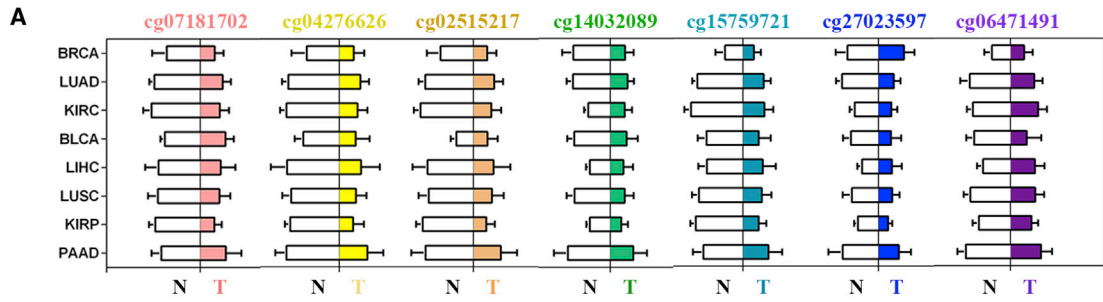 A
cg07181702 cg04276626 cg02515217 cg14032089 cg15759721 cg27023597 cg06471491
BRCA
LUAD
KIRC
BLCA
LIHC
LUSC
KIRP
PAAD
N T N T N T N T N T N T N T